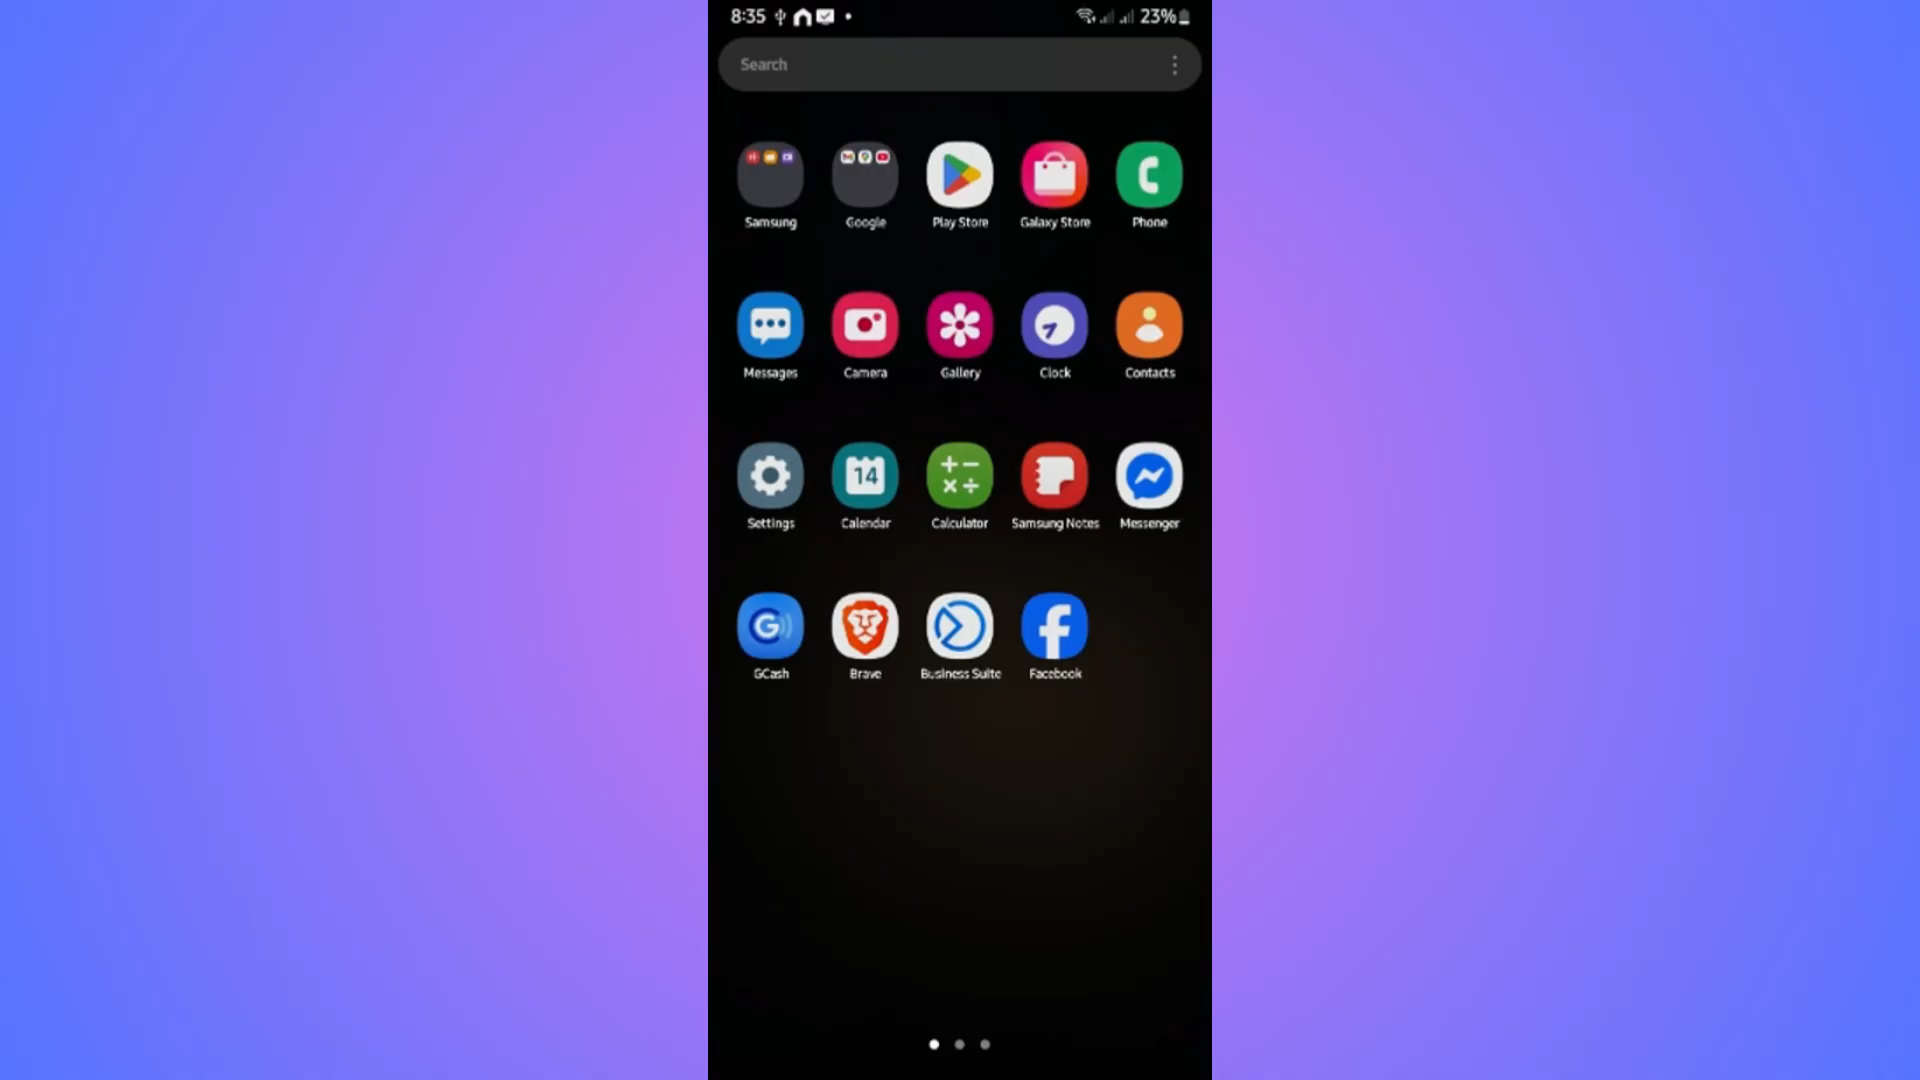 8:35 23%
Search
Samsung Google Play Store Galaxy Store Phone
Messages Camera Gallery Clock Contacts
14
Settings Calendar Calculator Samsung Notes Messenger
GCash Brave Business Suite Facebook